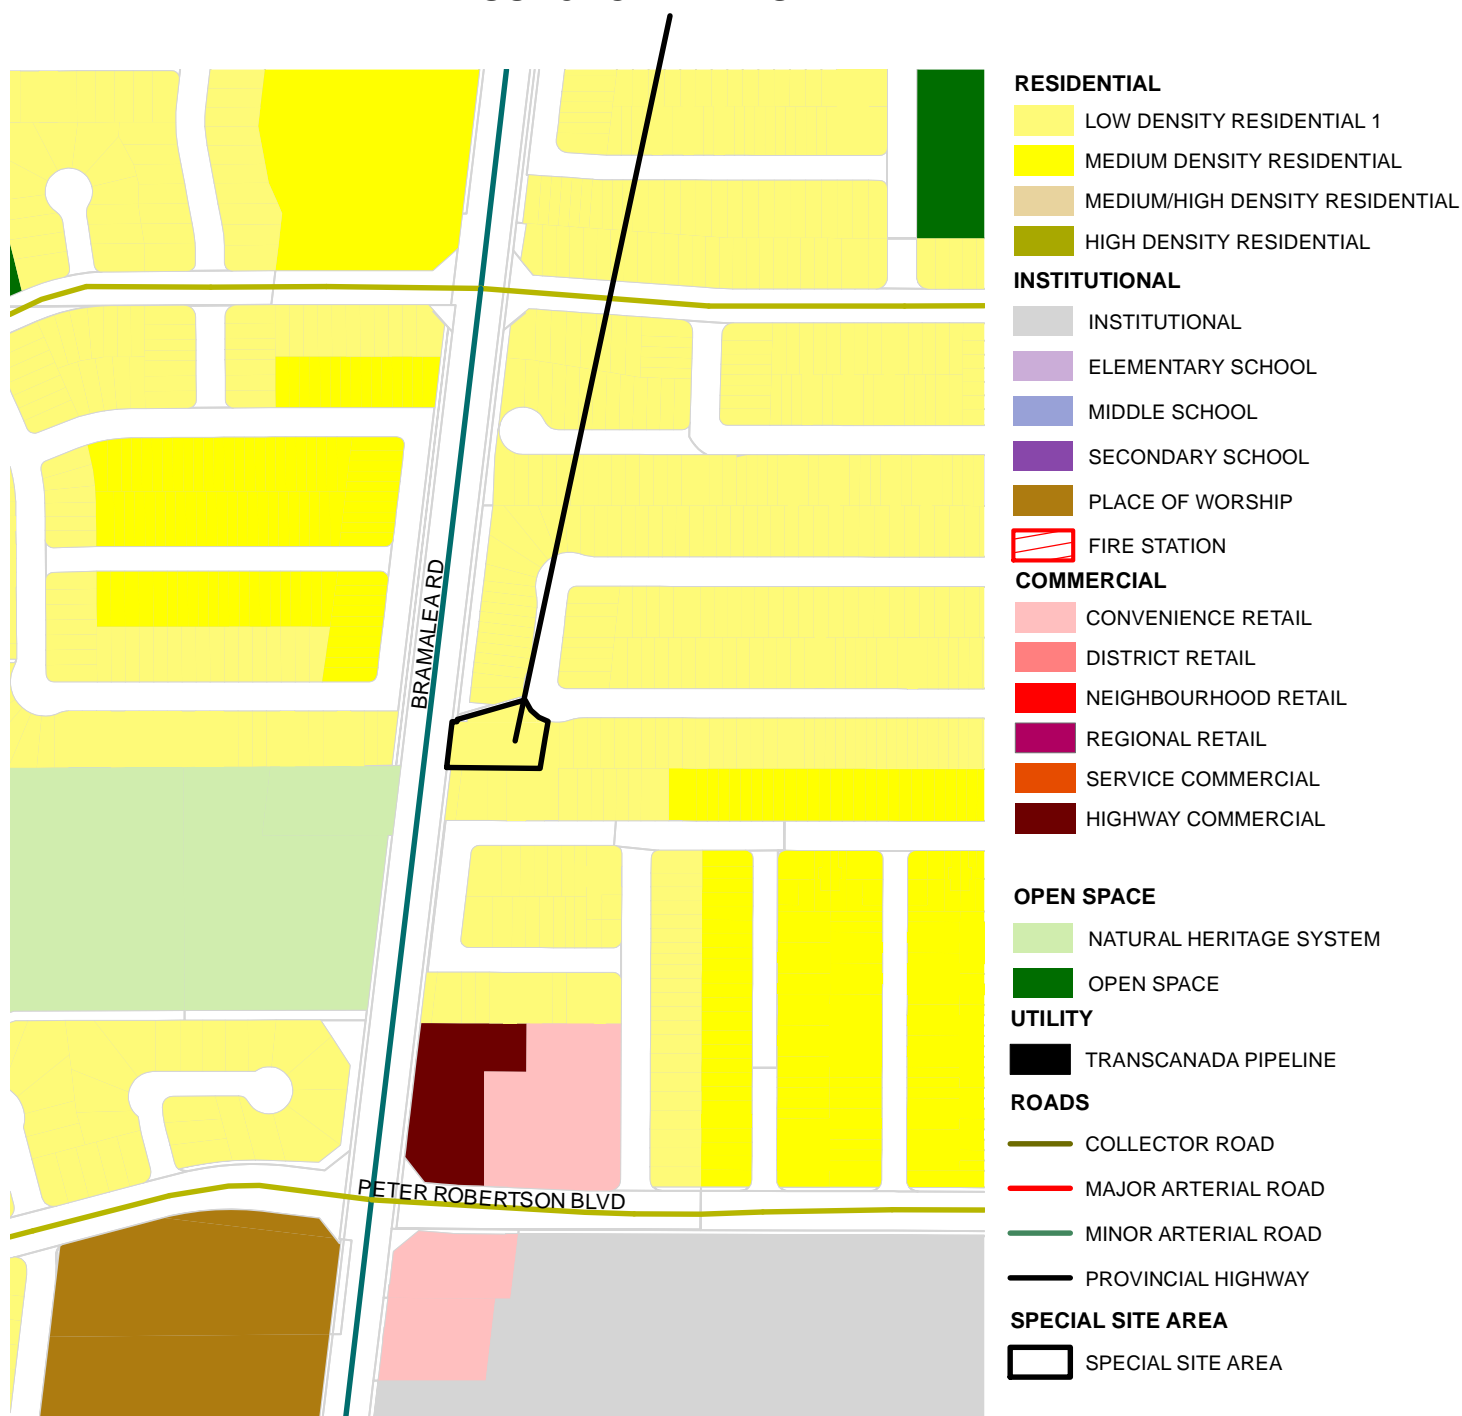 RESIDENTIAL
LOW DENSITY RESIDENTIAL 1
MEDIUM DENSITY RESIDENTIAL
MEDIUM/HIGH DENSITY RESIDENTIAL
HIGH DENSITY RESIDENTIAL
INSTITUTIONAL
INSTITUTIONAL
ELEMENTARY SCHOOL
MIDDLE SCHOOL
SECONDARY SCHOOL
PLACE OF WORSHIP
FIRE STATION
COMMERCIAL
CONVENIENCE RETAIL
DISTRICT RETAIL
NEIGHBOURHOOD RETAIL
REGIONAL RETAIL
SERVICE COMMERCIAL
HIGHWAY COMMERCIAL
OPEN SPACE
NATURAL HERITAGE SYSTEM
OPEN SPACE
UTILITY
TRANSCANADA PIPELINE
ROADS
COLLECTOR ROAD
MAJOR ARTERIAL ROAD
MINOR ARTERIAL ROAD
PROVINCIAL HIGHWAY
SPECIAL SITE AREA
SPECIAL SITE AREA
BRAMALEA RD
PETER ROBERTSON BLVD